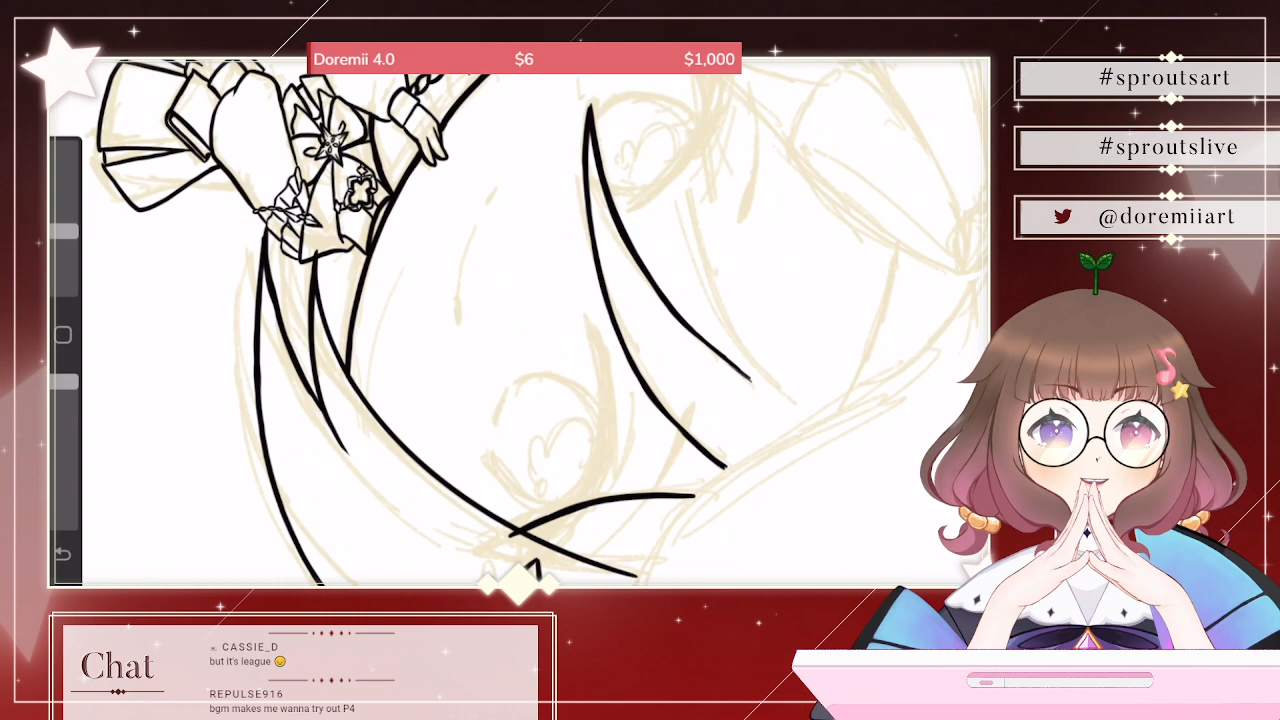 Doremii 4.0 $6 $1,000
#sproutsart
#sproutslive
@doremiiart
Chat
CASSIE_D
but it's league 😔
REPULSE916
bgm makes me wanna try out P4